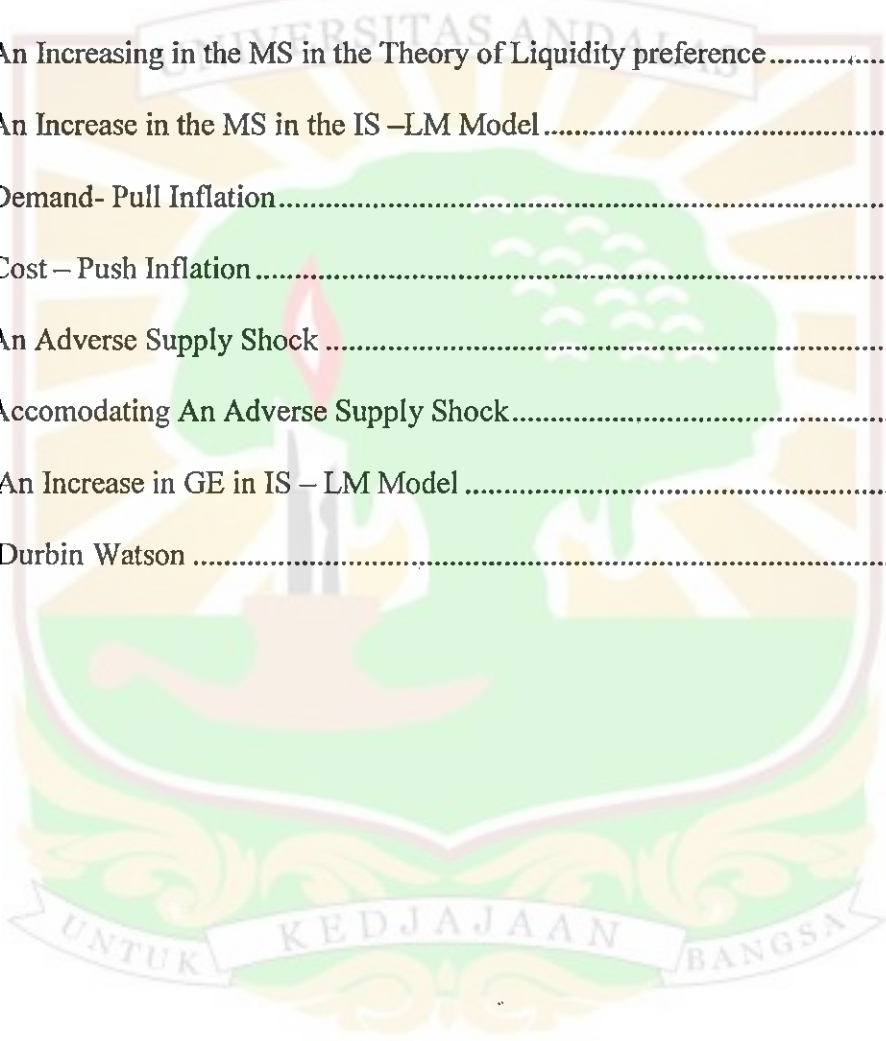 UNIVERSITAS ANDALAS
An Increasing in the MS in the Theory of Liquidity preference..............
An Increase in the MS in the IS –LM Model......................................................
Demand- Pull Inflation...............................................................................................
Cost – Push Inflation..................................................................................................
An Adverse Supply Shock ......................................................................................
Accomodating An Adverse Supply Shock..........................................................
An Increase in GE in IS – LM Model ..................................................................
Durbin Watson ............................................................................................................
UNTUK KEDJAJAAN BANGSA